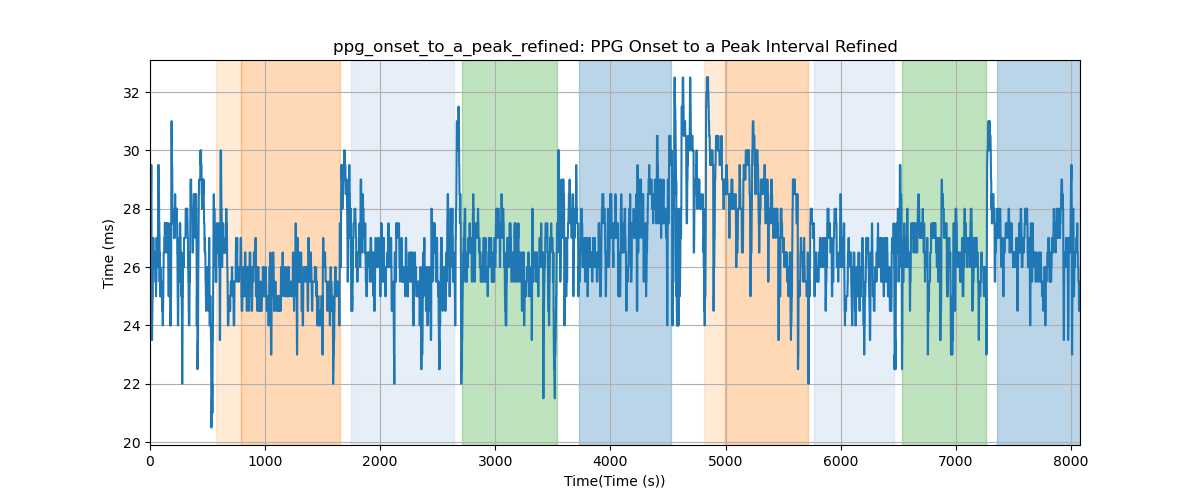 ppg_onset_to_a_peak_refined: PPG Onset to a Peak Interval Refined
32
30
28
26
24
22
20
Time (ms)
0 1000 2000 3000 4000 5000 6000 7000 8000
Time(Time (s))